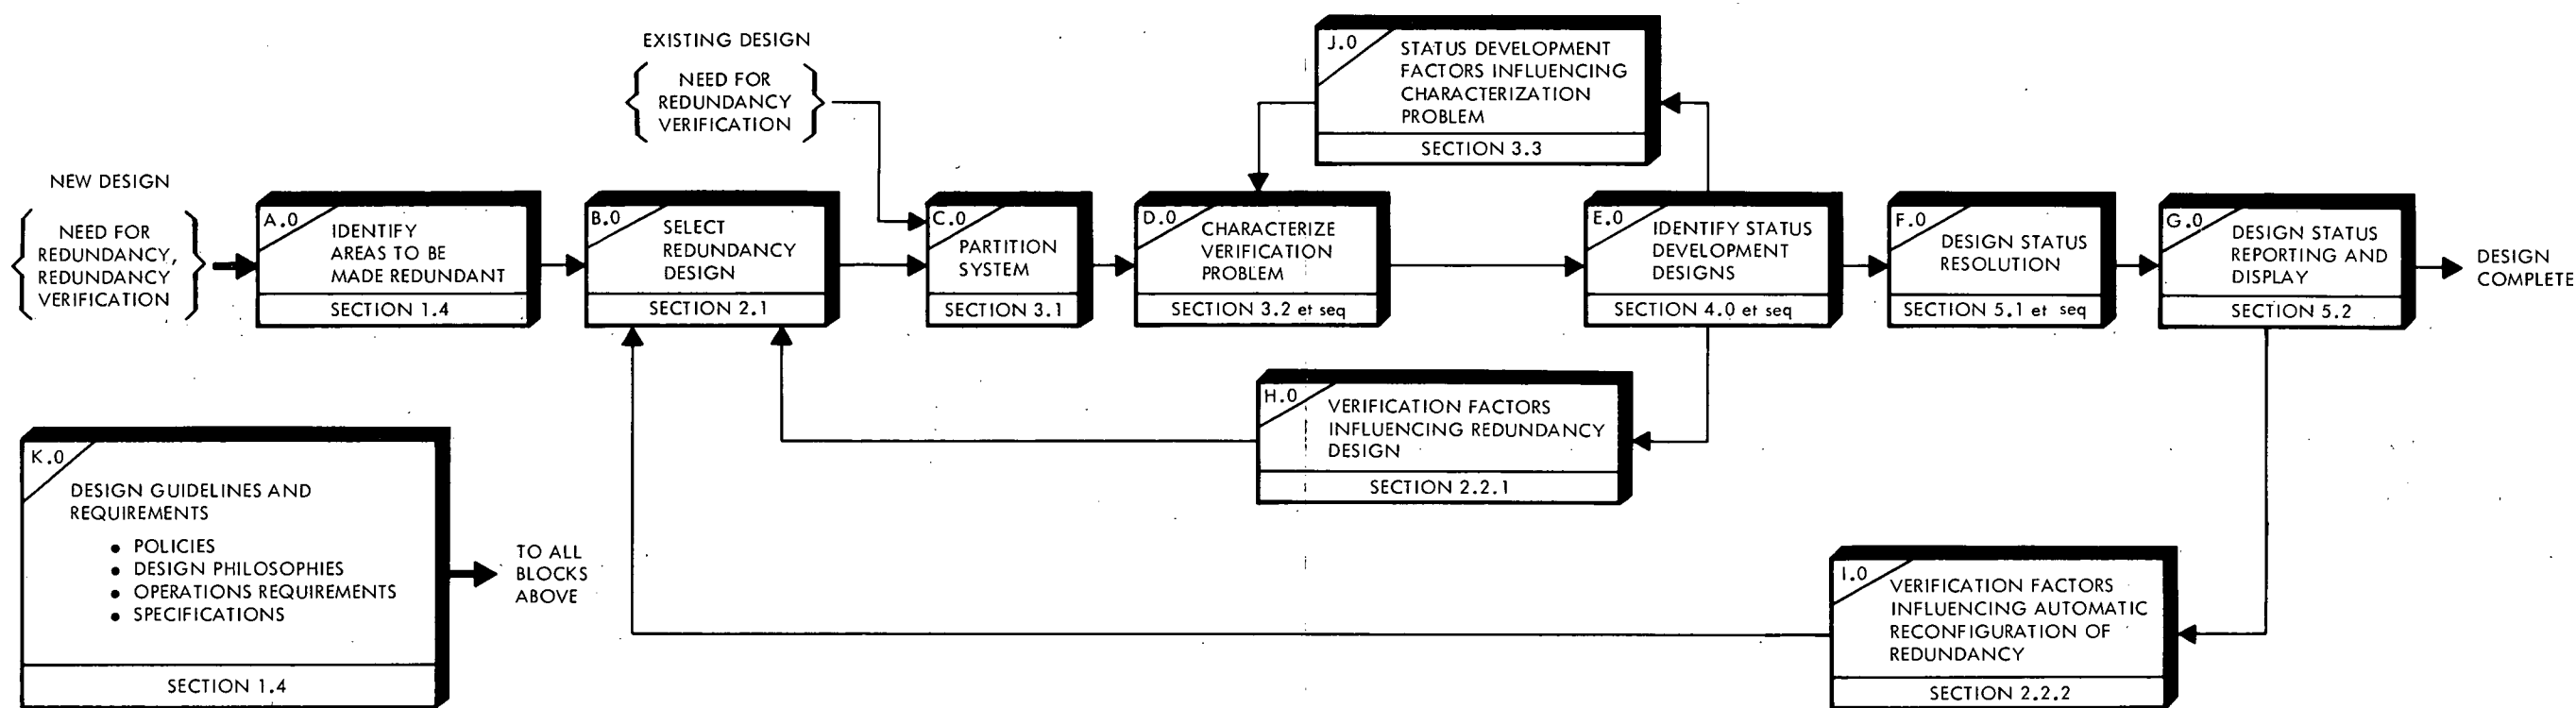 EXISTING DESIGN
NEED FOR
REDUNDANCY
VERIFICATION
J.0
STATUS DEVELOPMENT
FACTORS INFLUENCING
CHARACTERIZATION
PROBLEM
SECTION 3.3
NEW DESIGN
NEED FOR
REDUNDANCY,
REDUNDANCY
VERIFICATION
A.0
IDENTIFY
AREAS TO BE
MADE REDUNDANT
SECTION 1.4
B.0
SELECT
REDUNDANCY
DESIGN
SECTION 2.1
C.0
PARTITION
SYSTEM
SECTION 3.1
D.0
CHARACTERIZE
VERIFICATION
PROBLEM
SECTION 3.2 et seq
E.0
IDENTIFY STATUS
DEVELOPMENT
DESIGNS
SECTION 4.0 et seq
F.0
DESIGN STATUS
RESOLUTION
SECTION 5.1 et seq
G.0
DESIGN STATUS
REPORTING AND
DISPLAY
SECTION 5.2
DESIGN
COMPLETE
H.0
VERIFICATION FACTORS
INFLUENCING REDUNDANCY
DESIGN
SECTION 2.2.1
K.0
DESIGN GUIDELINES AND
REQUIREMENTS
• POLICIES
• DESIGN PHILOSOPHIES
• OPERATIONS REQUIREMENTS
• SPECIFICATIONS
SECTION 1.4
TO ALL
BLOCKS
ABOVE
I.0
VERIFICATION FACTORS
INFLUENCING AUTOMATIC
RECONFIGURATION OF
REDUNDANCY
SECTION 2.2.2